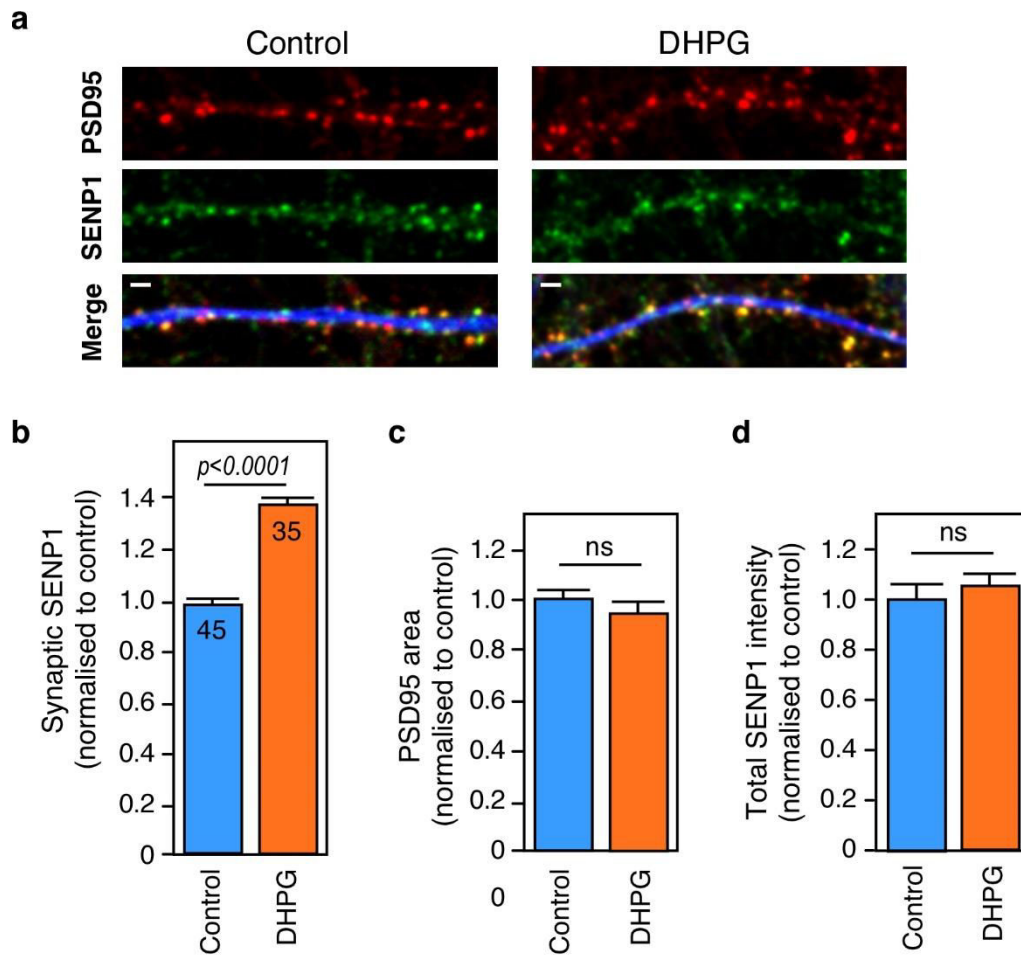 a
Control
DHPG
PSD95
SENP1
Merge
b
Synaptic SENP1
(normalised to control)
p<0.0001
1.4
1.2
1.0
0.8
0.6
0.4
0.2
0
45
35
Control
DHPG
c
PSD95 area
(normalised to control)
ns
1.2
1.0
0.8
0.6
0.4
0.2
0
0
Control
DHPG
d
Total SENP1 intensity
(normalised to control)
ns
1.2
1.0
0.8
0.6
0.4
0.2
0
Control
DHPG